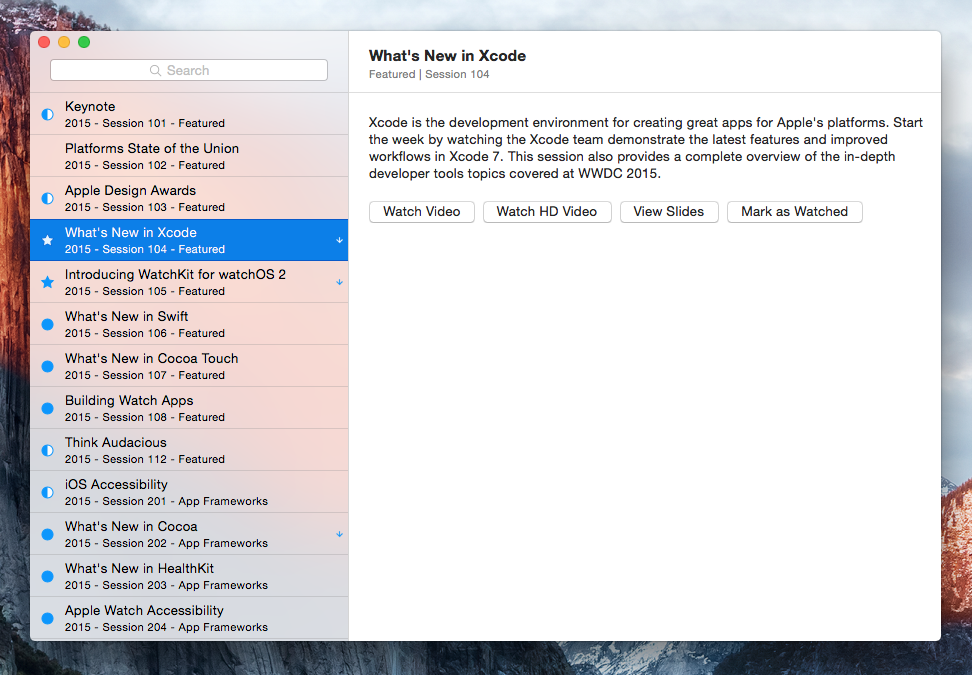 Search
Keynote
2015 - Session 101 - Featured
Platforms State of the Union
2015 - Session 102 - Featured
Apple Design Awards
2015 - Session 103 - Featured
What's New in Xcode
2015 - Session 104 - Featured
Introducing WatchKit for watchOS 2
2015 - Session 105 - Featured
What's New in Swift
2015 - Session 106 - Featured
What's New in Cocoa Touch
2015 - Session 107 - Featured
Building Watch Apps
2015 - Session 108 - Featured
Think Audacious
2015 - Session 112 - Featured
iOS Accessibility
2015 - Session 201 - App Frameworks
What's New in Cocoa
2015 - Session 202 - App Frameworks
What's New in HealthKit
2015 - Session 203 - App Frameworks
Apple Watch Accessibility
2015 - Session 204 - App Frameworks
What's New in Xcode
Featured | Session 104
Xcode is the development environment for creating great apps for Apple's platforms. Start
the week by watching the Xcode team demonstrate the latest features and improved
workflows in Xcode 7. This session also provides a complete overview of the in-depth
developer tools topics covered at WWDC 2015.
Watch Video Watch HD Video View Slides Mark as Watched